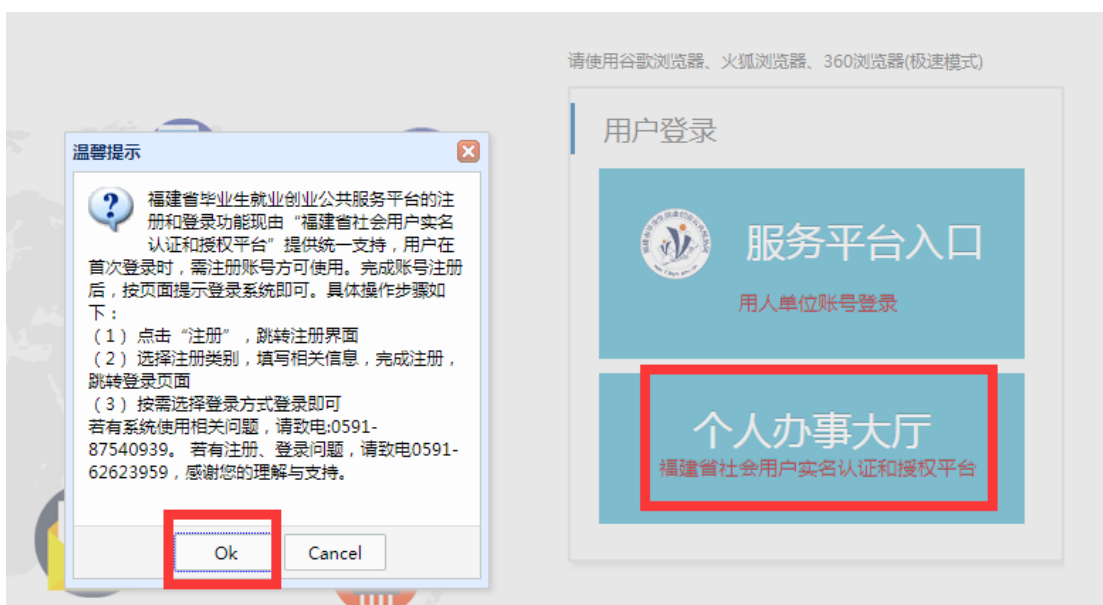 请使用谷歌浏览器、火狐浏览器、360浏览器(极速模式)
用户登录
服务平台入口
用人单位账号登录
个人办事大厅
福建省社会用户实名认证和授权平台
温馨提示
福建省毕业生就业创业公共服务平台的注
册和登录功能现由“福建省社会用户实名
认证和授权平台”提供统一支持，用户在
首次登录时，需注册账号方可使用。完成账号注册
后，按页面提示登录系统即可。具体操作步骤如
下：
（1）点击“注册”，跳转注册界面
（2）选择注册类别，填写相关信息，完成注册，
跳转登录页面
（3）按需选择登录方式登录即可
若有系统使用相关问题，请致电:0591-
87540939。 若有注册、登录问题，请致电0591-
62623959，感谢您的理解与支持。
Ok
Cancel